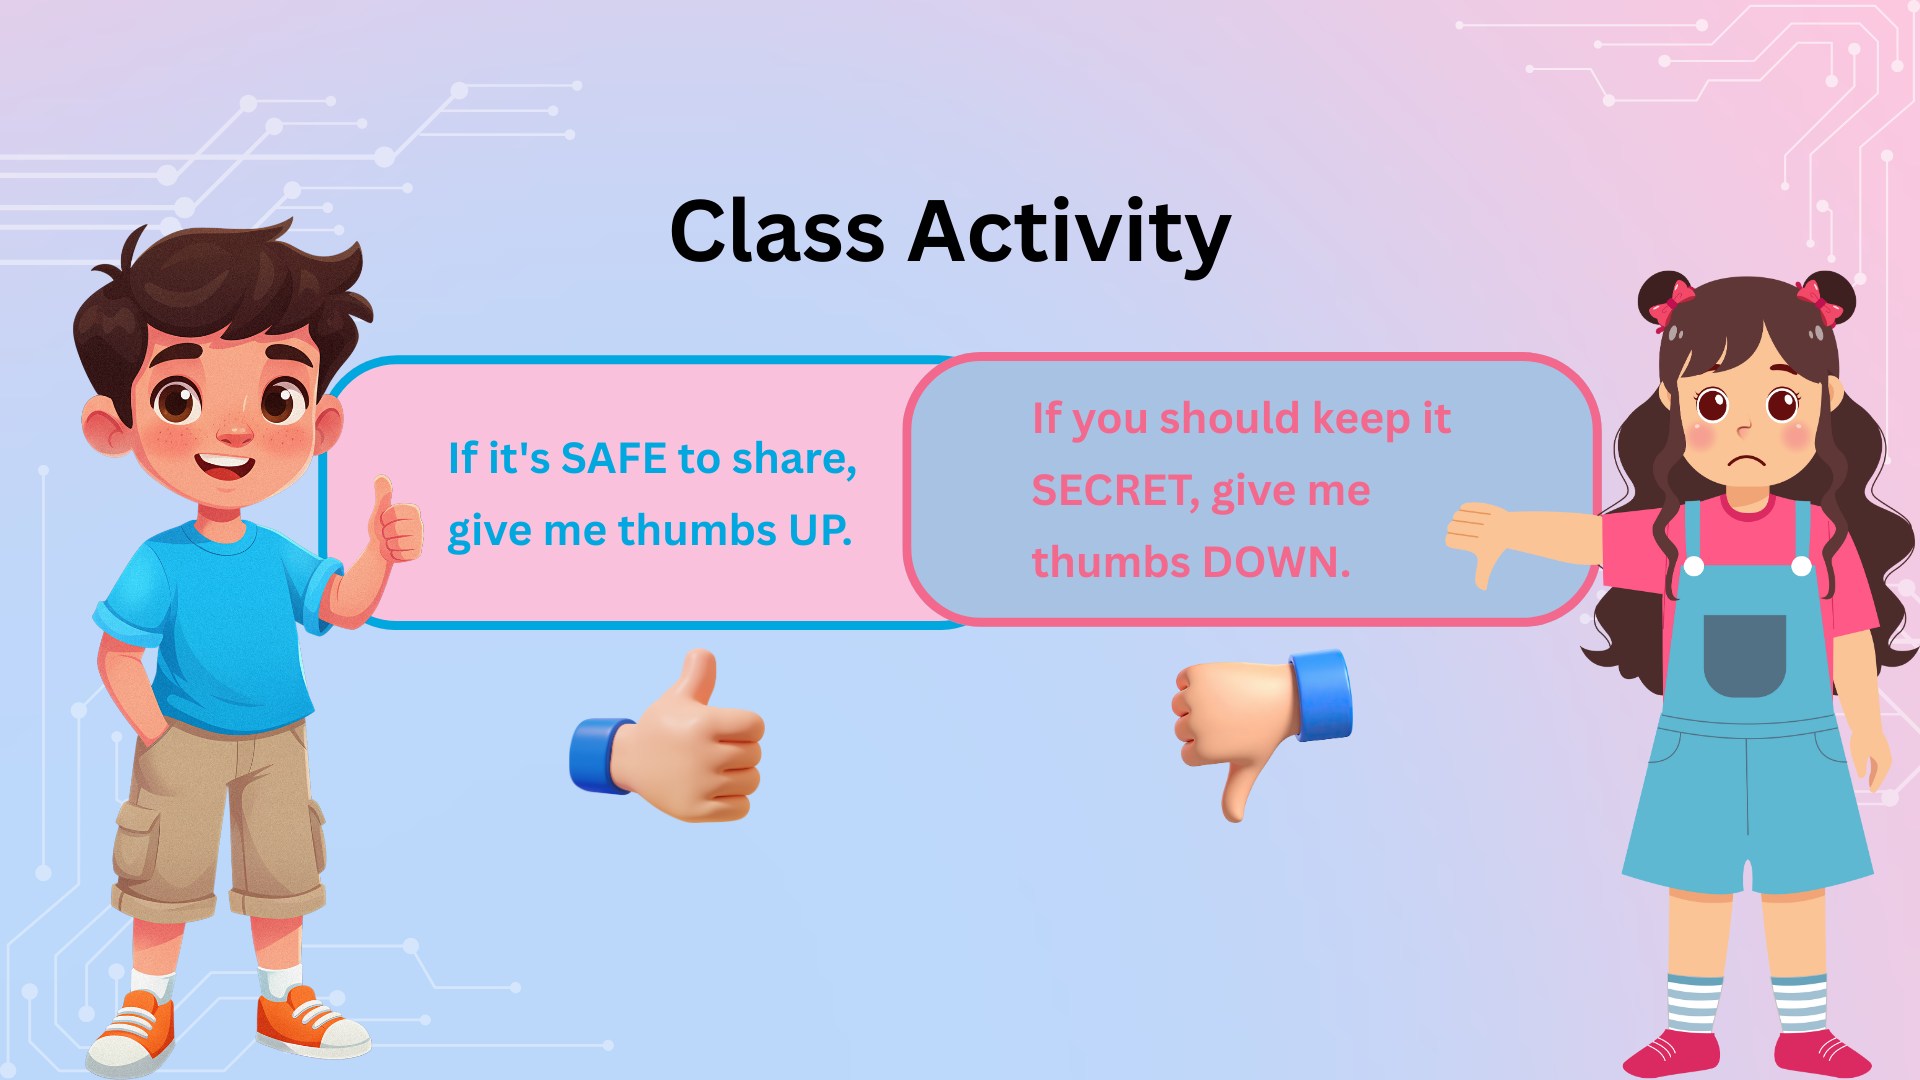 Class Activity
If it's SAFE to share,
give me thumbs UP.
If you should keep it
SECRET, give me
thumbs DOWN.